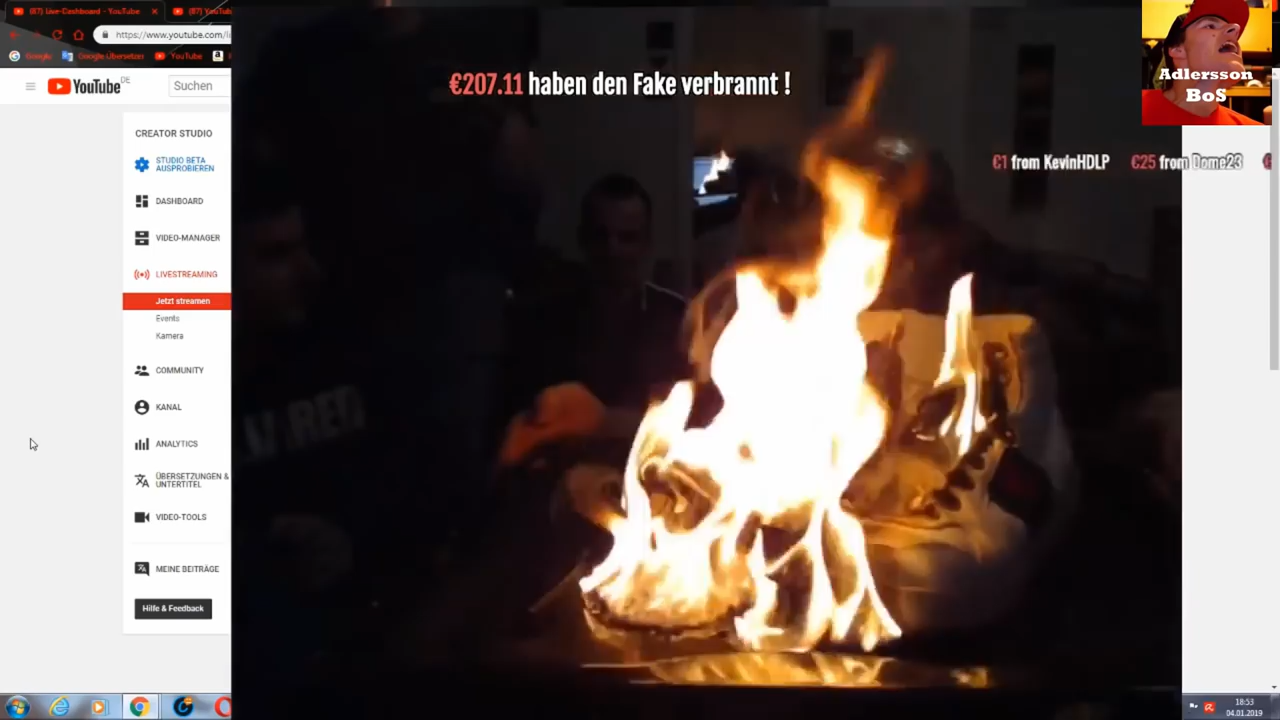 (87) Live-Dashboard - YouTube
(87) YouTub
https://www.youtube.com/li
Google
Google Übersetzer
YouTube
YouTube DE
Suchen
CREATOR STUDIO
STUDIO BETA
AUSPROBIEREN
DASHBOARD
VIDEO-MANAGER
LIVESTREAMING
Jetzt streamen
Events
Kamera
COMMUNITY
KANAL
ANALYTICS
ÜBERSETZUNGEN &
UNTERTITEL
VIDEO-TOOLS
MEINE BEITRÄGE
Hilfe & Feedback
€207.11 haben den Fake verbrannt !
Adlersson
BoS
€1 from KevinHDLP €25 from Dome23
18:53
04.01.2019